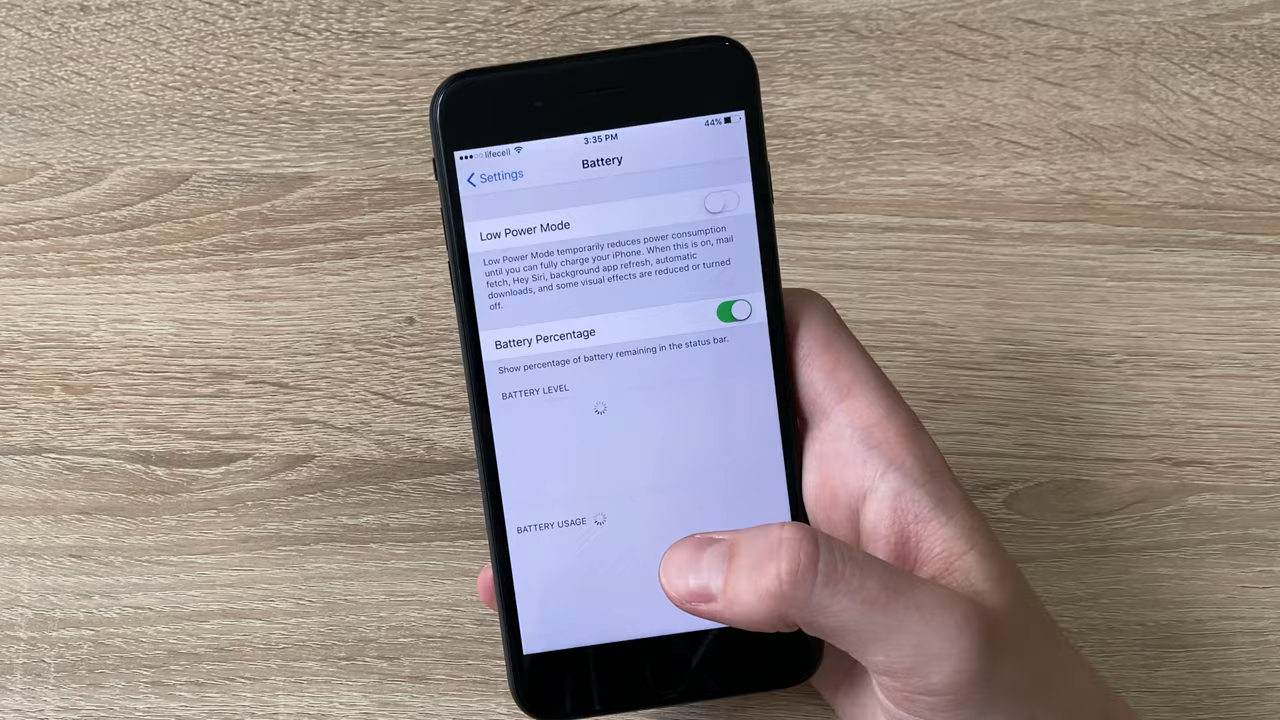 lifecell 3:35 PM 44%
Settings Battery
Low Power Mode
Low Power Mode temporarily reduces power consumption
until you can fully charge your iPhone. When this is on, mail
fetch, Hey Siri, background app refresh, automatic
downloads, and some visual effects are reduced or turned
off.
Battery Percentage
Show percentage of battery remaining in the status bar.
BATTERY LEVEL
BATTERY USAGE